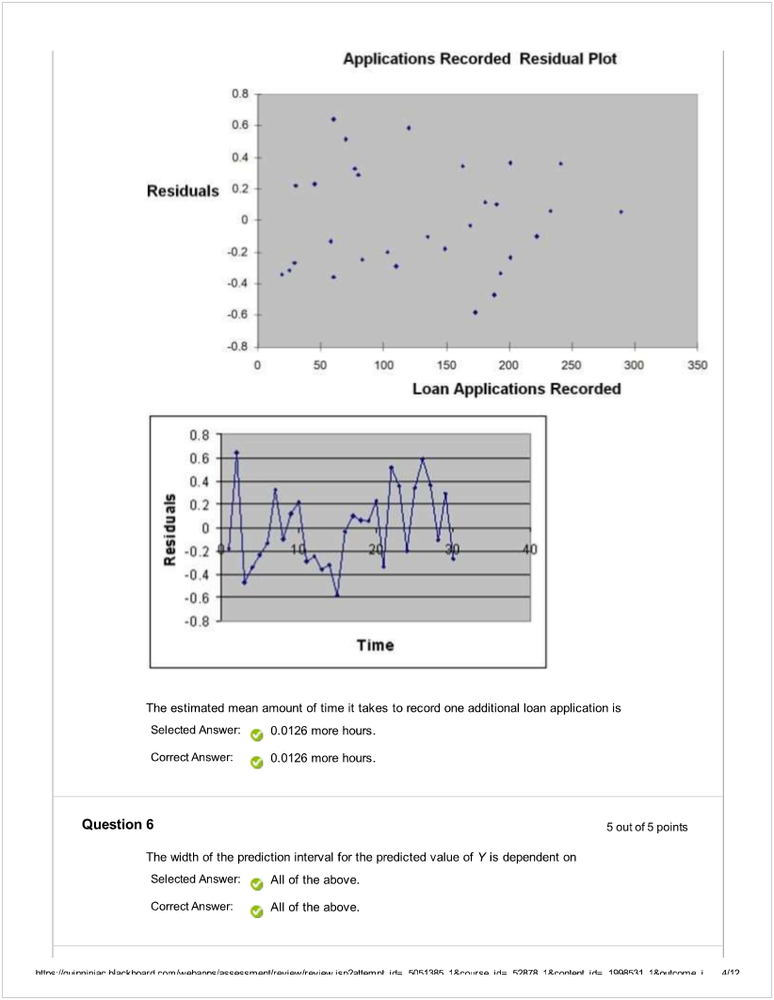 Applications Recorded Residual Plot
0.8
0.6
0.4
Residuals 0.2
0
-0.2
-0.4
-0.6
-0.8
0 50 100 150 200 250 300 350
Loan Applications Recorded
0.8
0.6
0.4
0.2
0
Residuals
-0.2 0 10 20 30 40
-0.4
-0.6
-0.8
Time
The estimated mean amount of time it takes to record one additional loan application is
Selected Answer: 0.0126 more hours.
Correct Answer: 0.0126 more hours.
Question 6 5 out of 5 points
The width of the prediction interval for the predicted value of Y is dependent on
Selected Answer: All of the above.
Correct Answer: All of the above.
https://quinnipiac.blackboard.com/webapps/assessment/review/review.jsp?attempt_id=_5051385_1&course_id=_52878_1&content_id=_1998531_1&outcome_i… 4/12